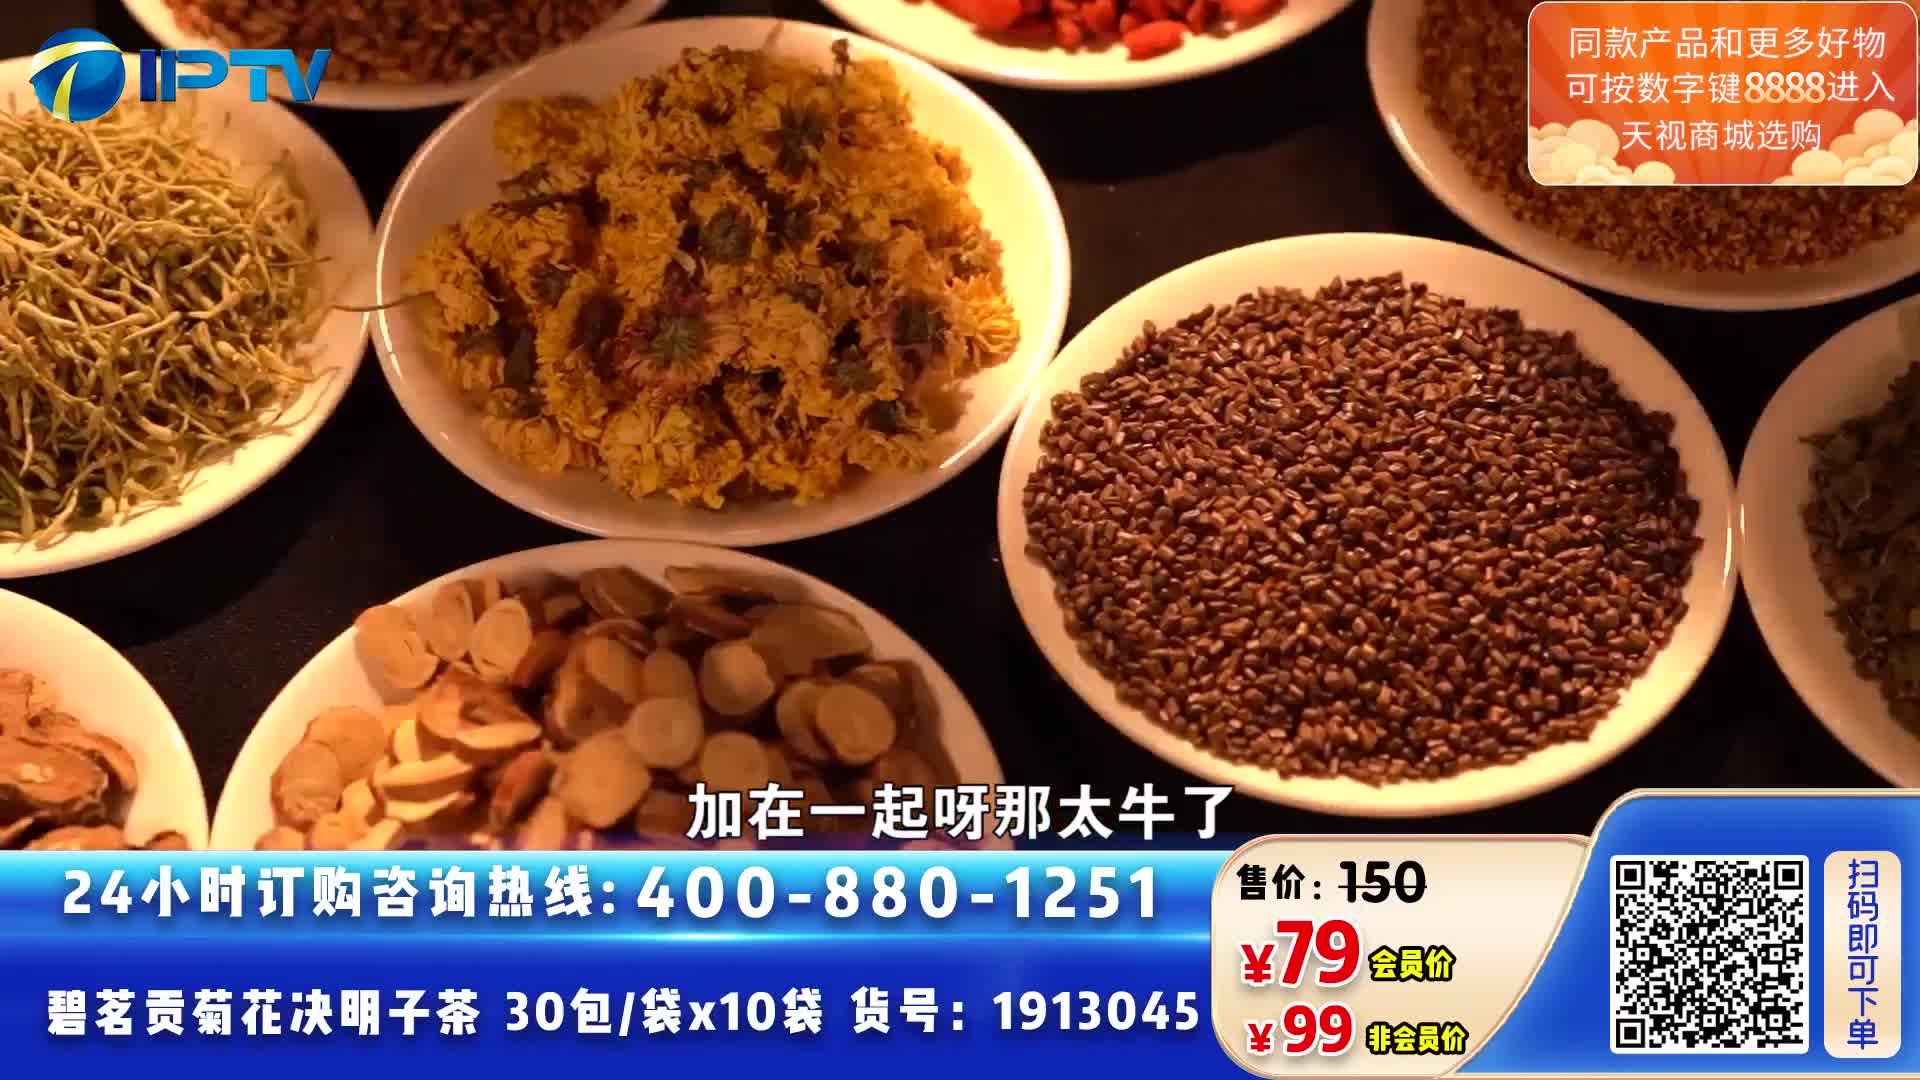 IPTV
同款产品和更多好物
可按数字键8888进入
天视商城选购
加在一起呀那太牛了
24小时订购咨询热线:400-880-1251
碧茗贡菊花决明子茶 30包/袋x10袋 货号：1913045
售价：150
¥79 会员价
¥99 非会员价
扫码即可下单